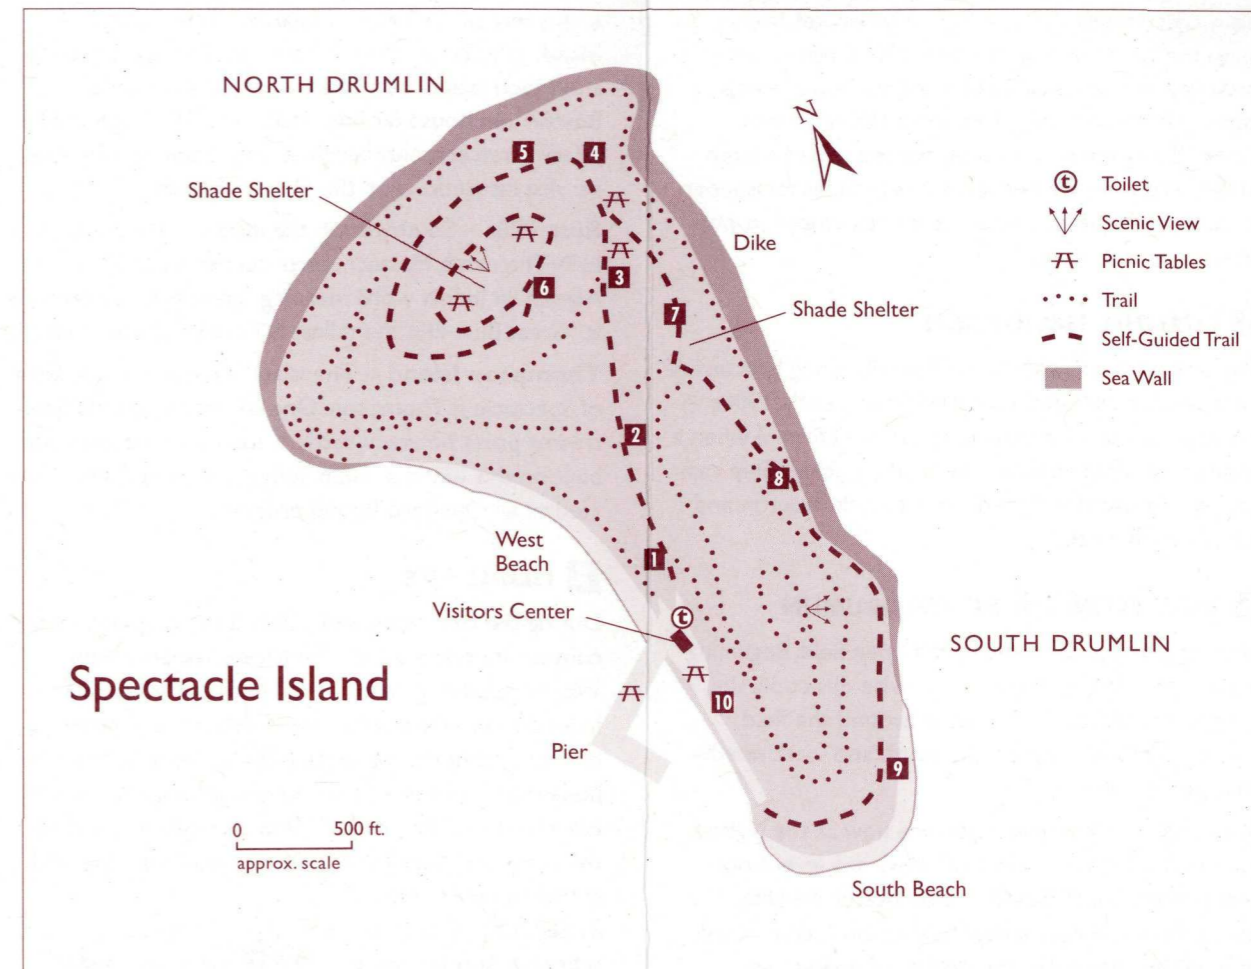 NORTH DRUMLIN
N
5
4
Shade Shelter
t
Toilet
Scenic View
Dike
Picnic Tables
3
6
Trail
7
Shade Shelter
Self-Guided Trail
Sea Wall
2
8
West
Beach
1
Visitors Center
t
SOUTH DRUMLIN
Spectacle Island
10
Pier
9
0 500 ft.
approx. scale
South Beach